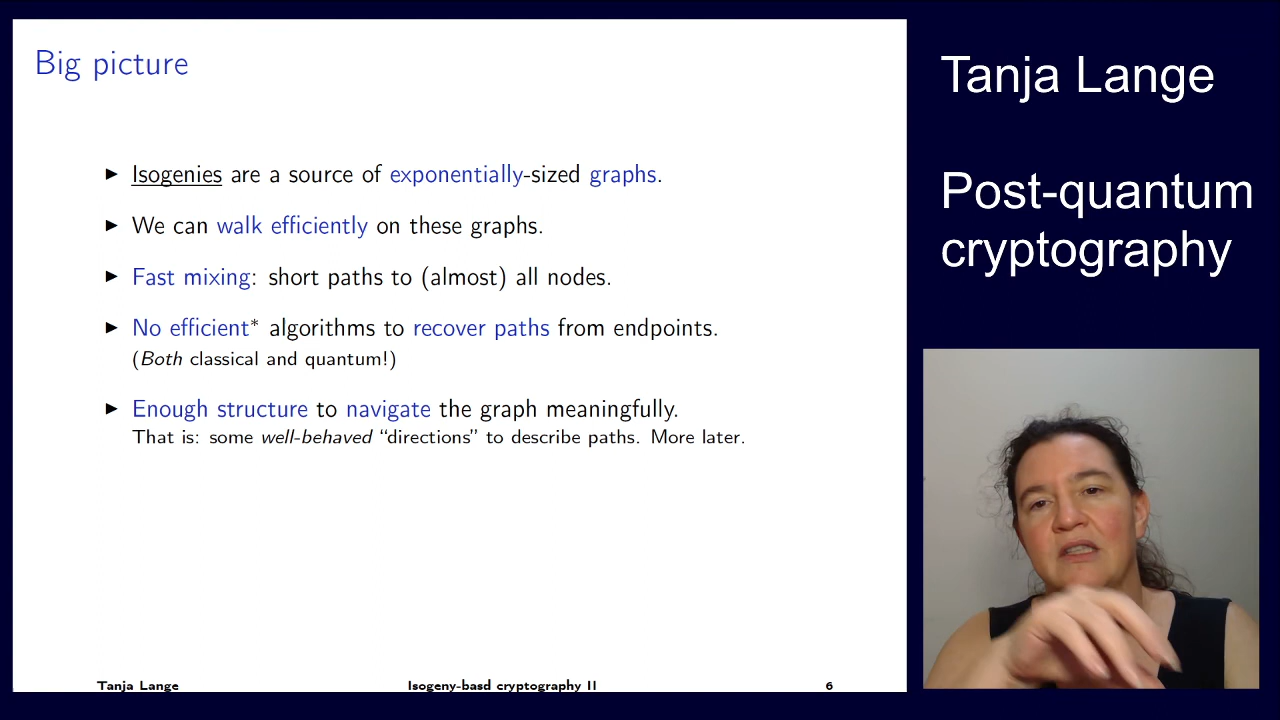 Big picture
▶ Isogenies are a source of exponentially-sized graphs.
▶ We can walk efficiently on these graphs.
▶ Fast mixing: short paths to (almost) all nodes.
▶ No efficient* algorithms to recover paths from endpoints.
(Both classical and quantum!)
▶ Enough structure to navigate the graph meaningfully.
That is: some well-behaved “directions” to describe paths. More later.
Tanja Lange
Isogeny-basd cryptography II
6
Tanja Lange
Post-quantum
cryptography